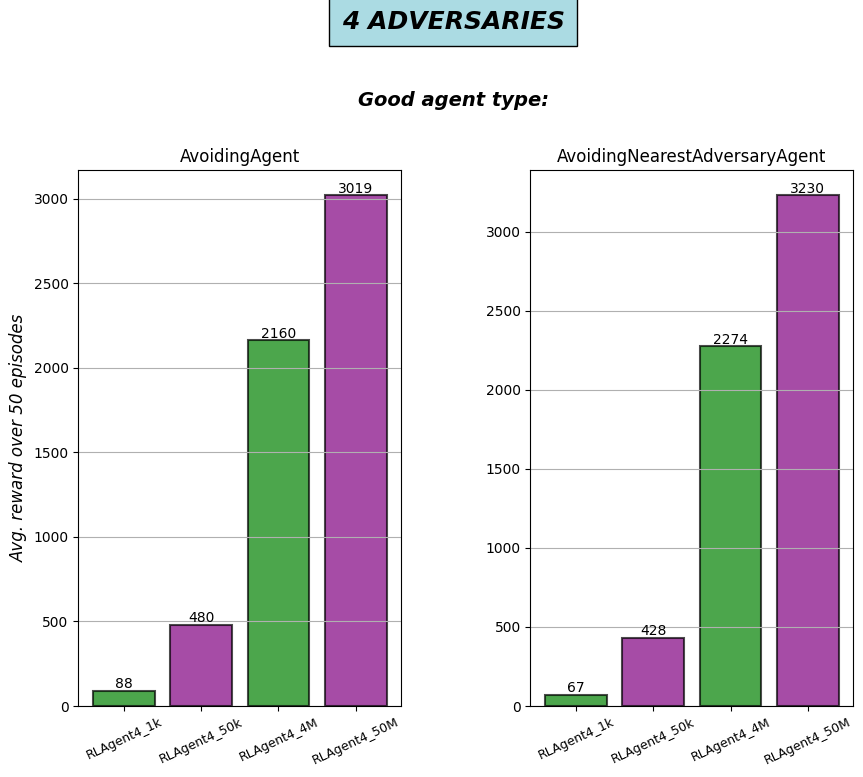 4 ADVERSARIES
Good agent type:
AvoidingAgent
Avg. reward over 50 episodes
3000
2500
2000
1500
1000
500
0
88
480
2160
3019
RLAgent4_1k
RLAgent4_50k
RLAgent4_4M
RLAgent4_50M
AvoidingNearestAdversaryAgent
3000
2500
2000
1500
1000
500
0
67
428
2274
3230
RLAgent4_1k
RLAgent4_50k
RLAgent4_4M
RLAgent4_50M